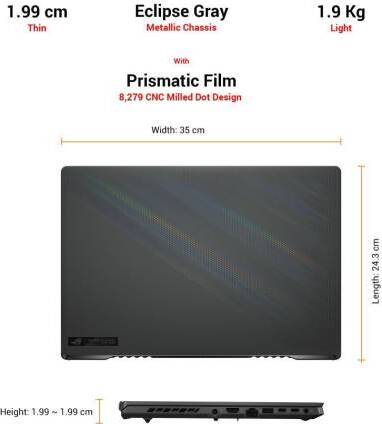 1.99 cm
Thin
Eclipse Gray
Metallic Chassis
1.9 Kg
Light
With
Prismatic Film
8,279 CNC Milled Dot Design
Width: 35 cm
Length: 24.3 cm
Height: 1.99 ~ 1.99 cm